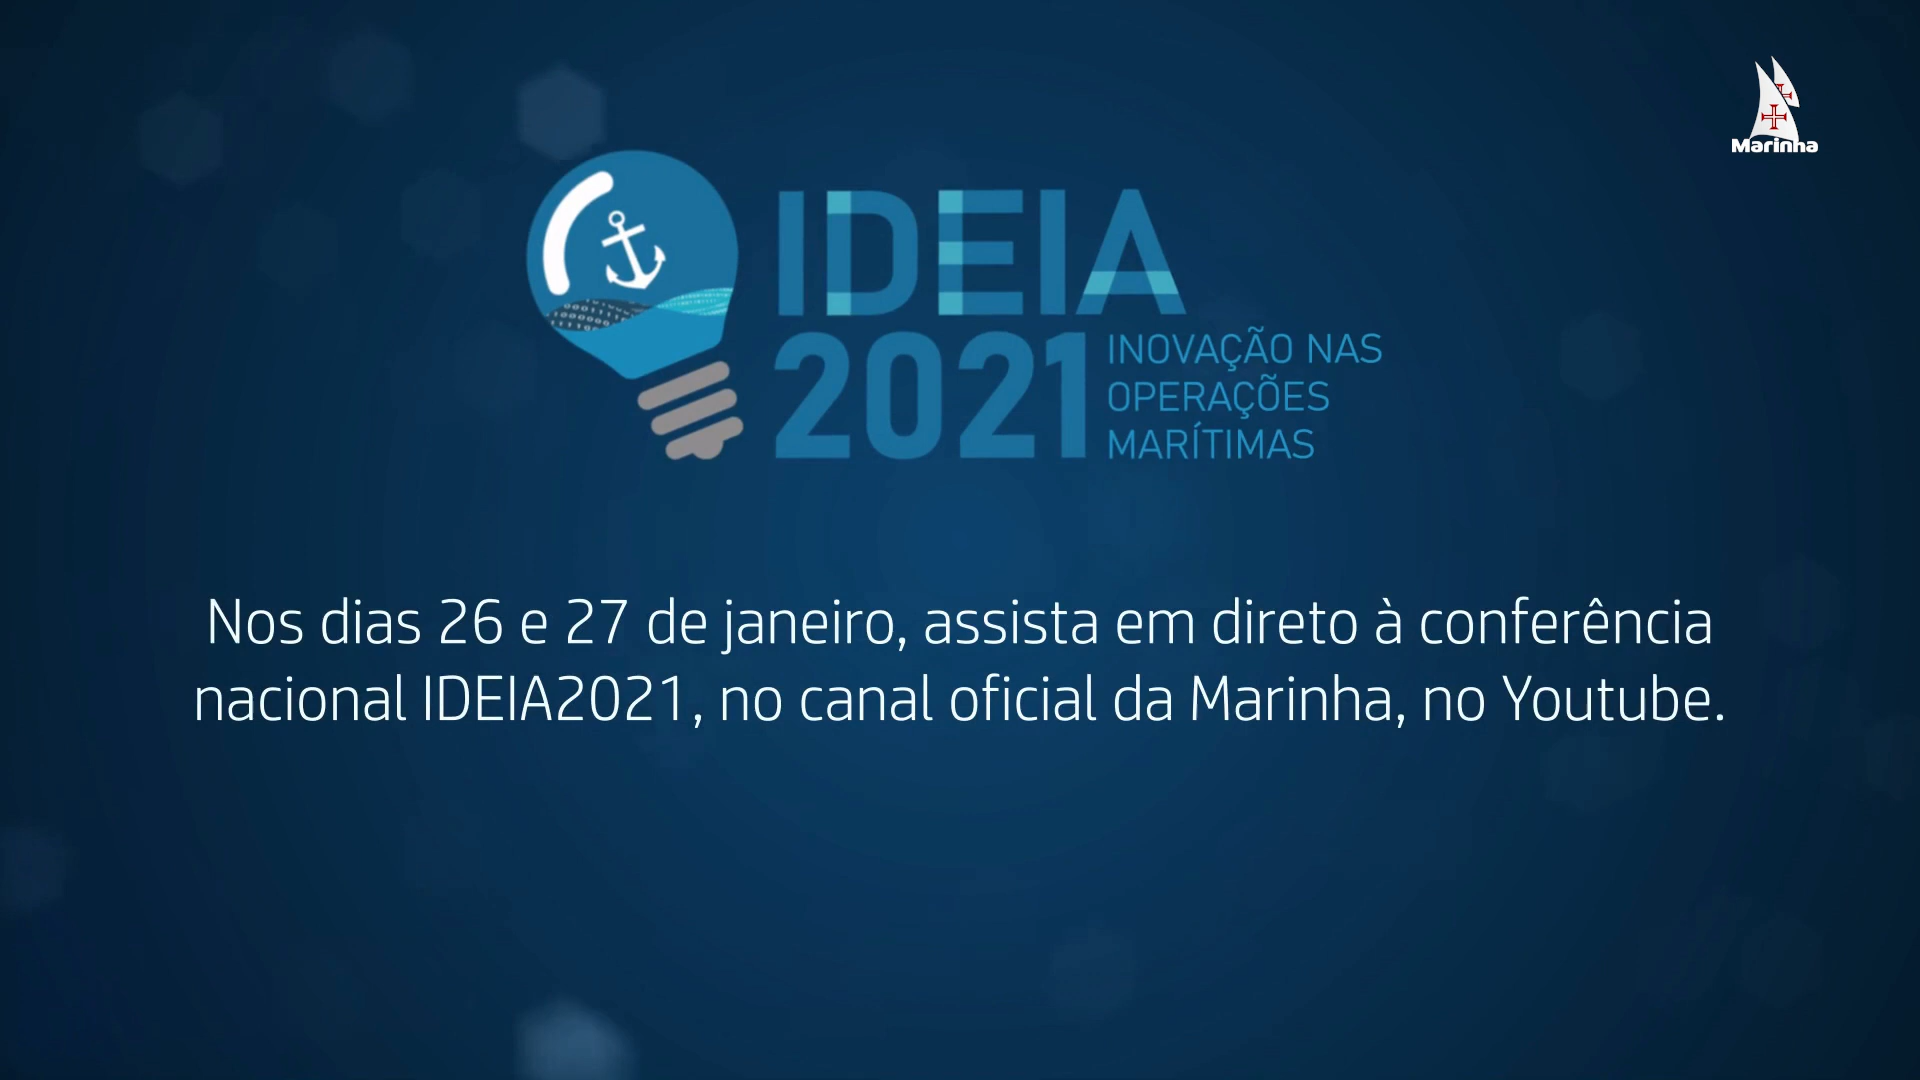 Marinha
IDEIA
2021
INOVAÇÃO NAS
OPERAÇÕES
MARÍTIMAS
Nos dias 26 e 27 de janeiro, assista em direto à conferência
nacional IDEIA2021, no canal oficial da Marinha, no Youtube.